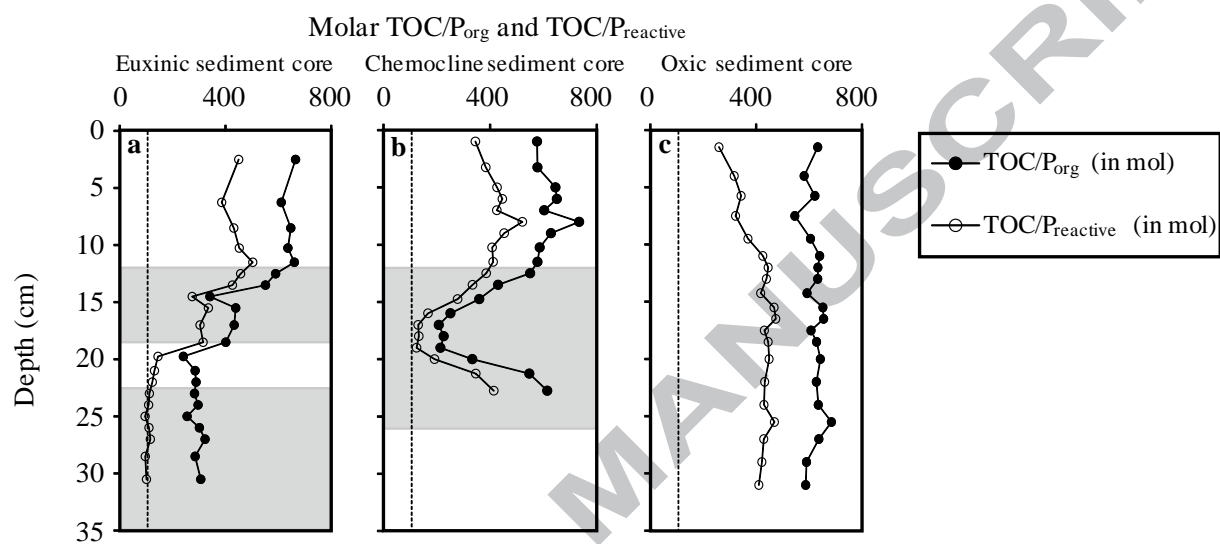 Molar TOC/Porg and TOC/Preactive
Euxinic sediment core
Chemocline sediment core
Oxic sediment core
0 400 800
0 400 800
0 400 800
0
5
10
15
20
25
30
35
Depth (cm)
a
b
c
TOC/Porg (in mol)
TOC/Preactive (in mol)
MANUSCRI